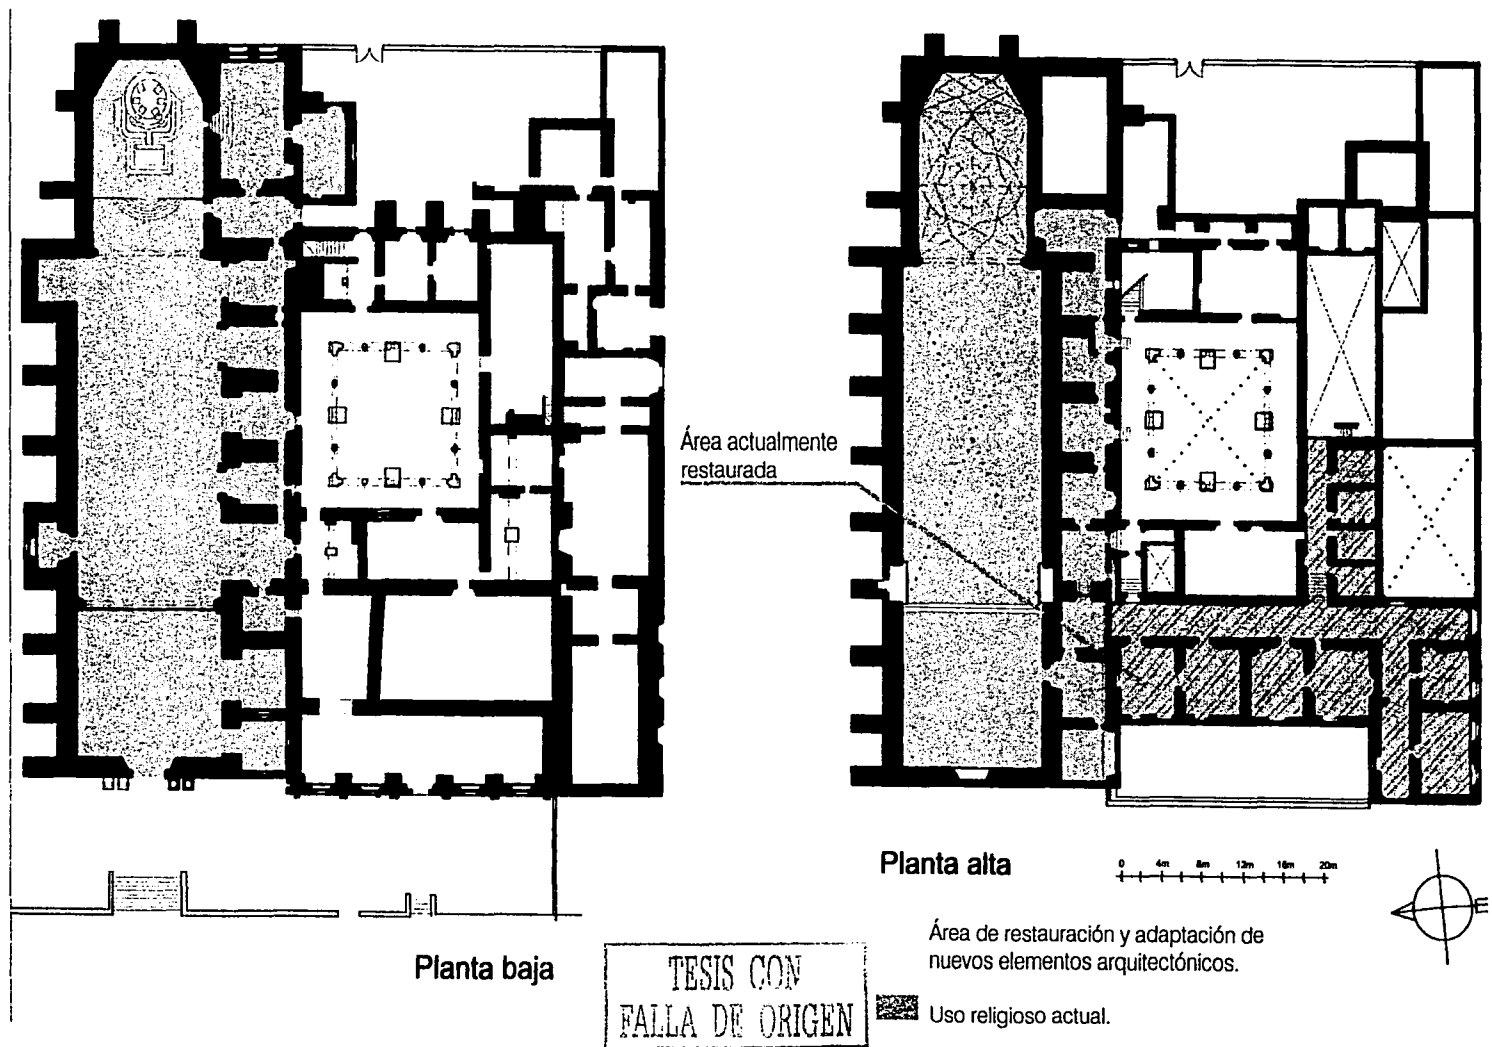 Área actualmente
restaurada
Planta alta
0 4m 8m 12m 16m 20m
Área de restauración y adaptación de
nuevos elementos arquitectónicos.
Planta baja
TESIS CON
FALLA DE ORIGEN
Uso religioso actual.